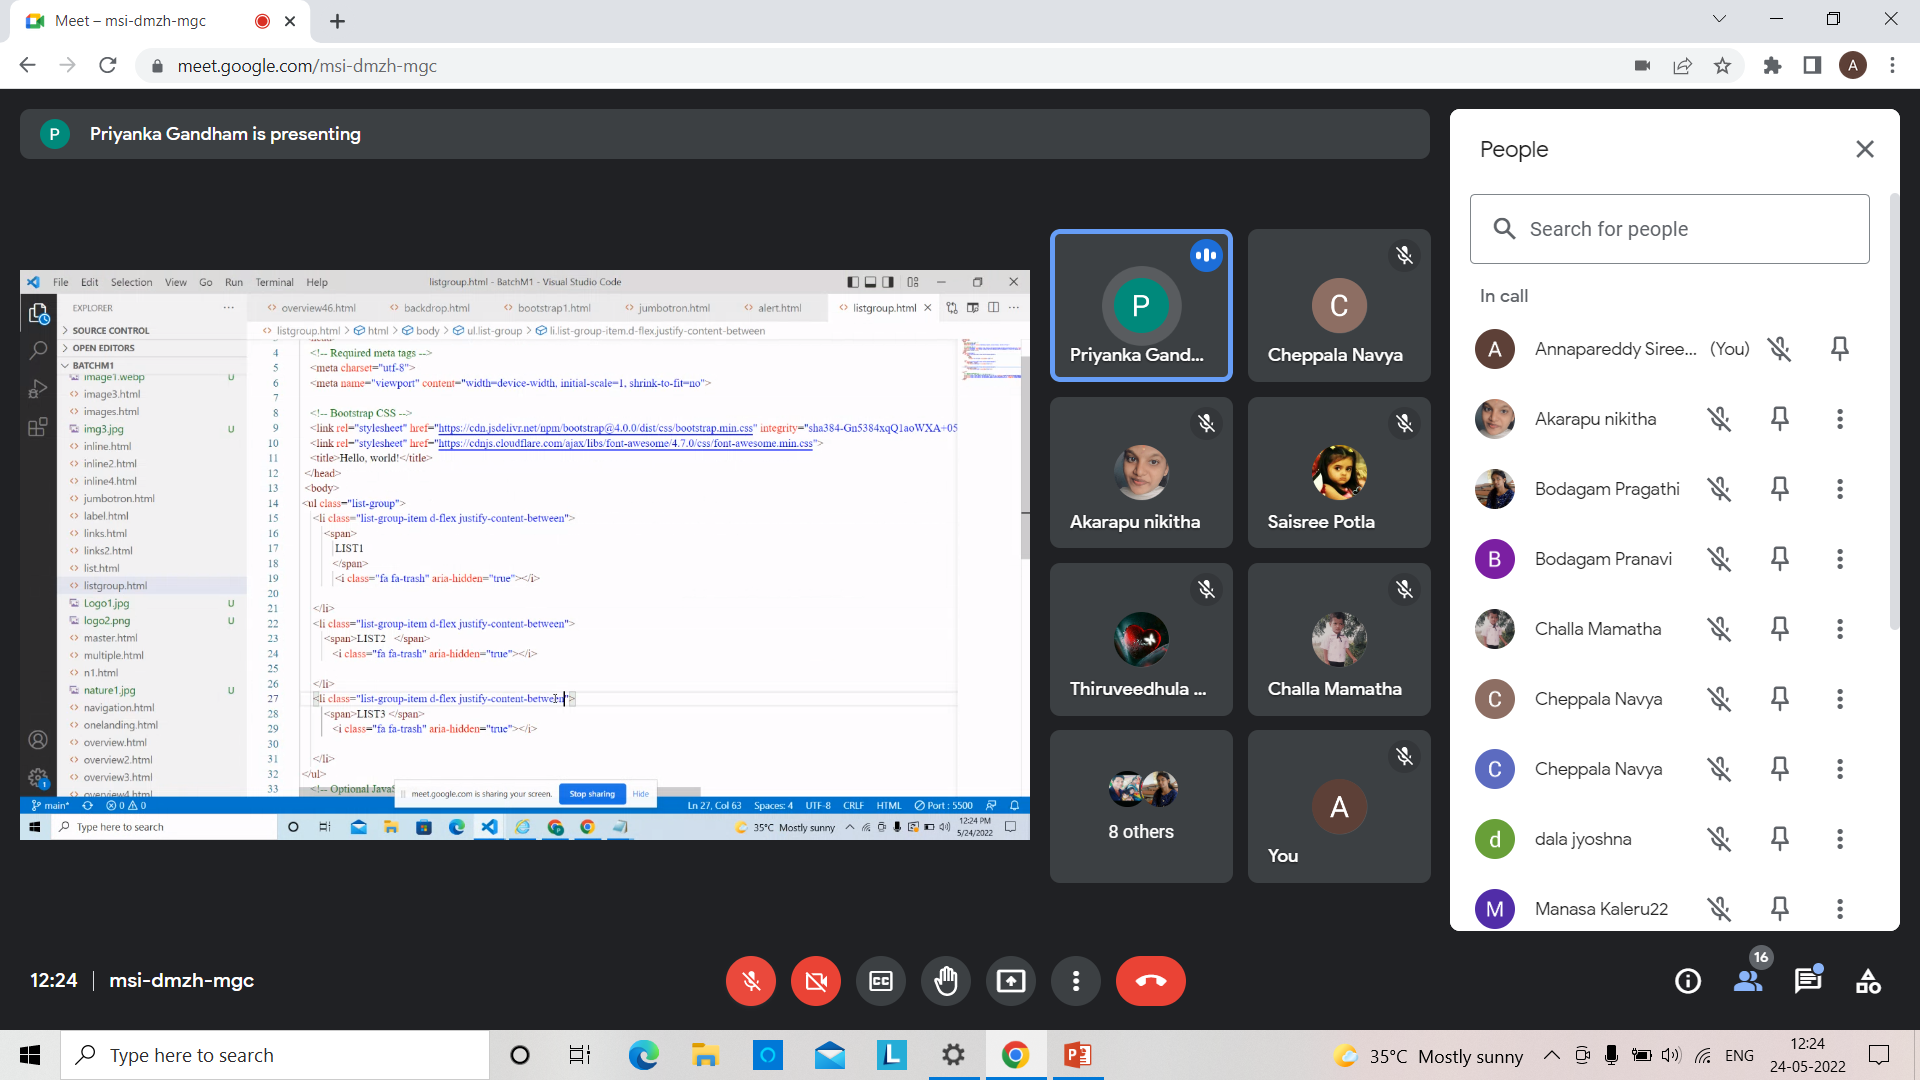 Meet – msi-dmzh-mgc
meet.google.com/msi-dmzh-mgc
A
P
Priyanka Gandham is presenting
File Edit Selection View Go Run Terminal Help
listgroup.html - BatchM1 - Visual Studio Code
EXPLORER
SOURCE CONTROL
OPEN EDITORS
BATCHM1
image1.webp U
image3.html
images.html
img3.jpg U
inline.html
inline2.html
inline4.html
jumbotron.html
label.html
links.html
links2.html
list.html
listgroup.html
Logo1.jpg U
logo2.png U
master.html
multiple.html
n1.html
nature1.jpg U
navigation.html
onelanding.html
overview.html
overview2.html
overview3.html
overview4.html
overview46.html backdrop.html bootstrap1.html jumbotron.html alert.html listgroup.html
listgroup.html > html > body > ul.list-group > li.list-group-item.d-flex.justify-content-between
4 <!-- Required meta tags -->
5 <meta charset="utf-8">
6 <meta name="viewport" content="width=device-width, initial-scale=1, shrink-to-fit=no">
7
8 <!-- Bootstrap CSS -->
9 <link rel="stylesheet" href="https://cdn.jsdelivr.net/npm/bootstrap@4.0.0/dist/css/bootstrap.min.css" integrity="sha384-Gn5384xqQ1aoWXA+05
10 <link rel="stylesheet" href="https://cdnjs.cloudflare.com/ajax/libs/font-awesome/4.7.0/css/font-awesome.min.css">
11 <title>Hello, world!</title>
12 </head>
13 <body>
14 <ul class="list-group">
15 <li class="list-group-item d-flex justify-content-between">
16 <span>
17 LIST1
18 </span>
19 <i class="fa fa-trash" aria-hidden="true"></i>
20
21 </li>
22 <li class="list-group-item d-flex justify-content-between">
23 <span>LIST2 </span>
24 <i class="fa fa-trash" aria-hidden="true"></i>
25
26 </li>
27 <li class="list-group-item d-flex justify-content-between">
28 <span>LIST3 </span>
29 <i class="fa fa-trash" aria-hidden="true"></i>
30
31 </li>
32 </ul>
33 <!-- Optional JavaS
meet.google.com is sharing your screen. Stop sharing Hide
main* 0 0 Ln 27, Col 63 Spaces: 4 UTF-8 CRLF HTML Port : 5500
Type here to search
35°C Mostly sunny
12:24 PM
5/24/2022
P
Priyanka Gand...
C
Cheppala Navya
Akarapu nikitha
Saisree Potla
Thiruveedhula ...
Challa Mamatha
8 others
A
You
People
Search for people
In call
A Annapareddy Siree... (You)
Akarapu nikitha
Bodagam Pragathi
B Bodagam Pranavi
Challa Mamatha
C Cheppala Navya
C Cheppala Navya
d dala jyoshna
M Manasa Kaleru22
12:24 | msi-dmzh-mgc
CC
16
Type here to search
L
P
35°C Mostly sunny
ENG
12:24
24-05-2022